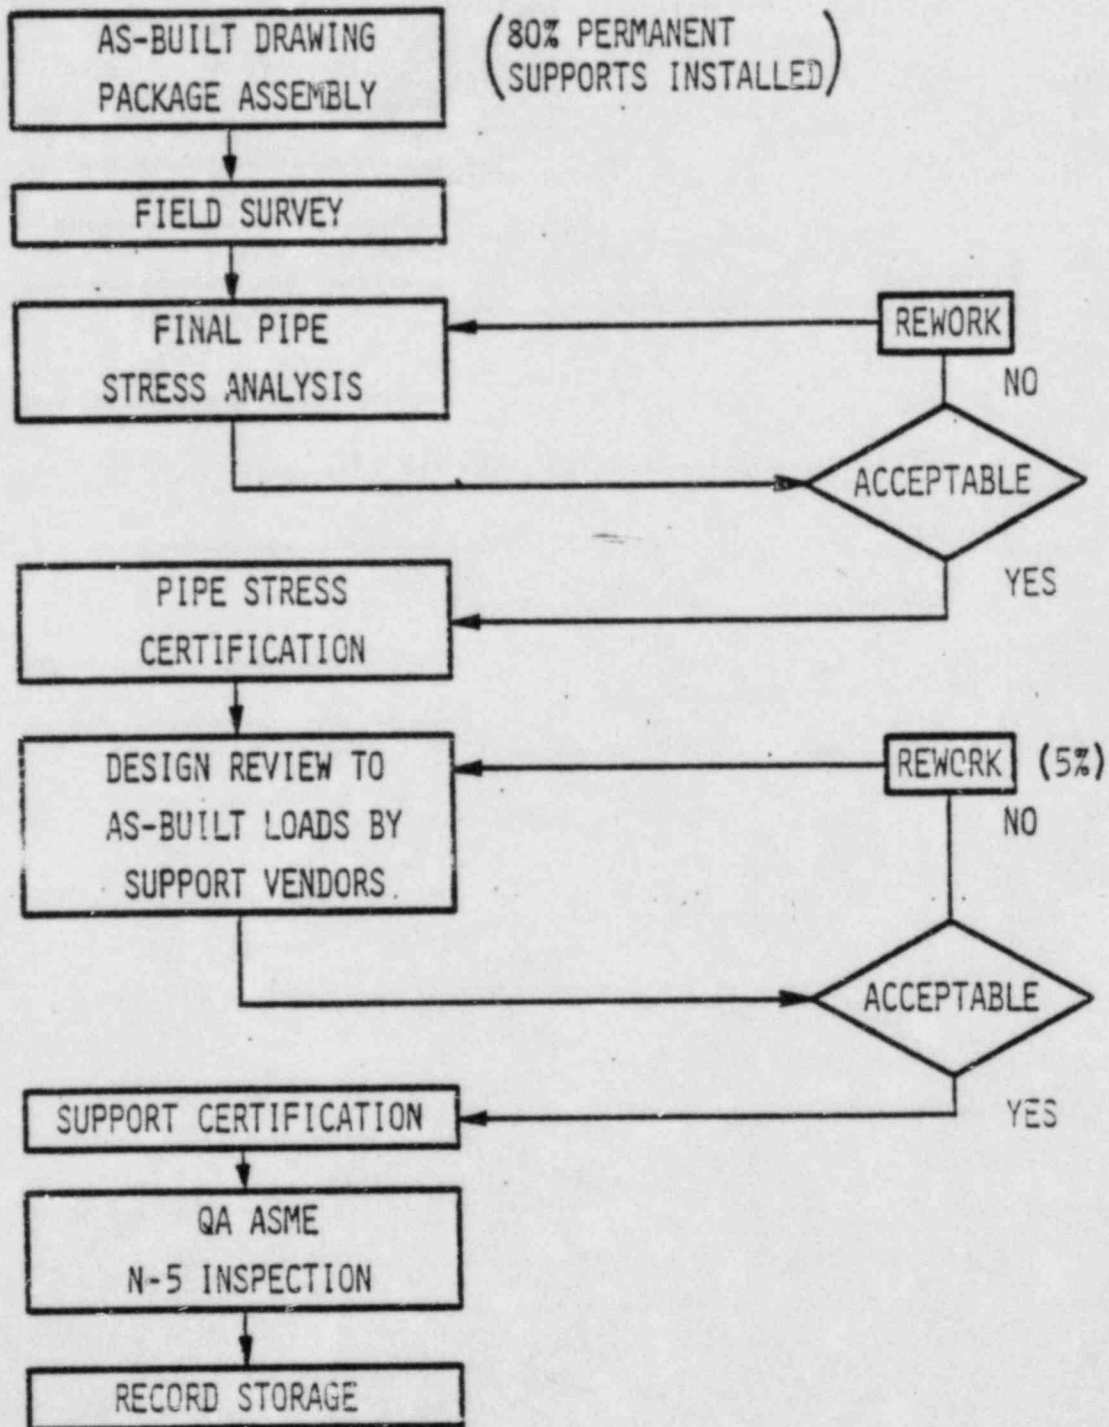 AS-BUILT DRAWING
PACKAGE ASSEMBLY
(80% PERMANENT
SUPPORTS INSTALLED)
FIELD SURVEY
FINAL PIPE
STRESS ANALYSIS
REWORK
NO
ACCEPTABLE
YES
PIPE STRESS
CERTIFICATION
DESIGN REVIEW TO
AS-BUILT LOADS BY
SUPPORT VENDORS
REWORK (5%)
NO
ACCEPTABLE
YES
SUPPORT CERTIFICATION
QA ASME
N-5 INSPECTION
RECORD STORAGE